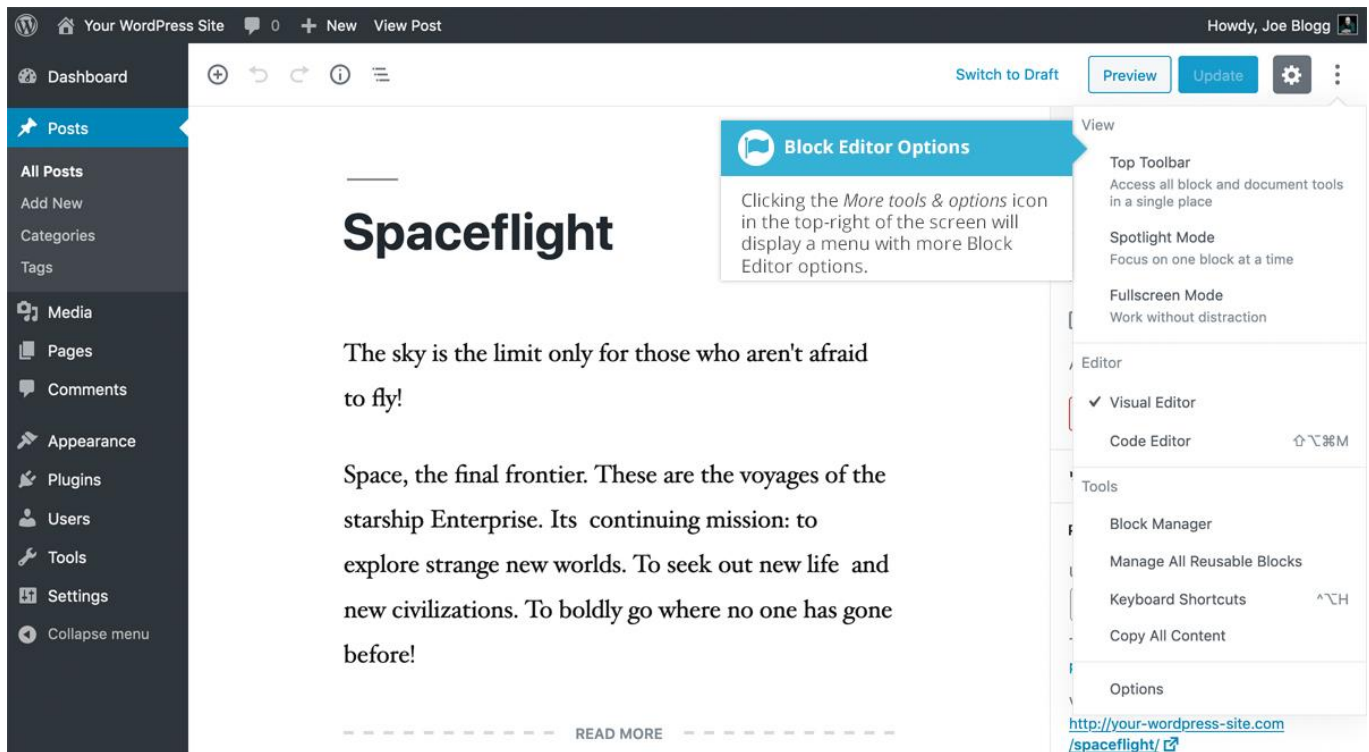 Your WordPress Site 0 + New View Post Howdy, Joe Blogg
Dashboard
Posts
All Posts
Add New
Categories
Tags
Media
Pages
Comments
Appearance
Plugins
Users
Tools
Settings
Collapse menu
Switch to Draft Preview Update
Spaceflight
The sky is the limit only for those who aren't afraid
to fly!
Space, the final frontier. These are the voyages of the
starship Enterprise. Its continuing mission: to
explore strange new worlds. To seek out new life and
new civilizations. To boldly go where no one has gone
before!
READ MORE
Block Editor Options
Clicking the More tools & options icon
in the top-right of the screen will
display a menu with more Block
Editor options.
View
Top Toolbar
Access all block and document tools
in a single place
Spotlight Mode
Focus on one block at a time
Fullscreen Mode
Work without distraction
Editor
✓ Visual Editor
Code Editor ⇧⌥⌘M
Tools
Block Manager
Manage All Reusable Blocks
Keyboard Shortcuts ^⌥H
Copy All Content
Options
http://your-wordpress-site.com
/spaceflight/